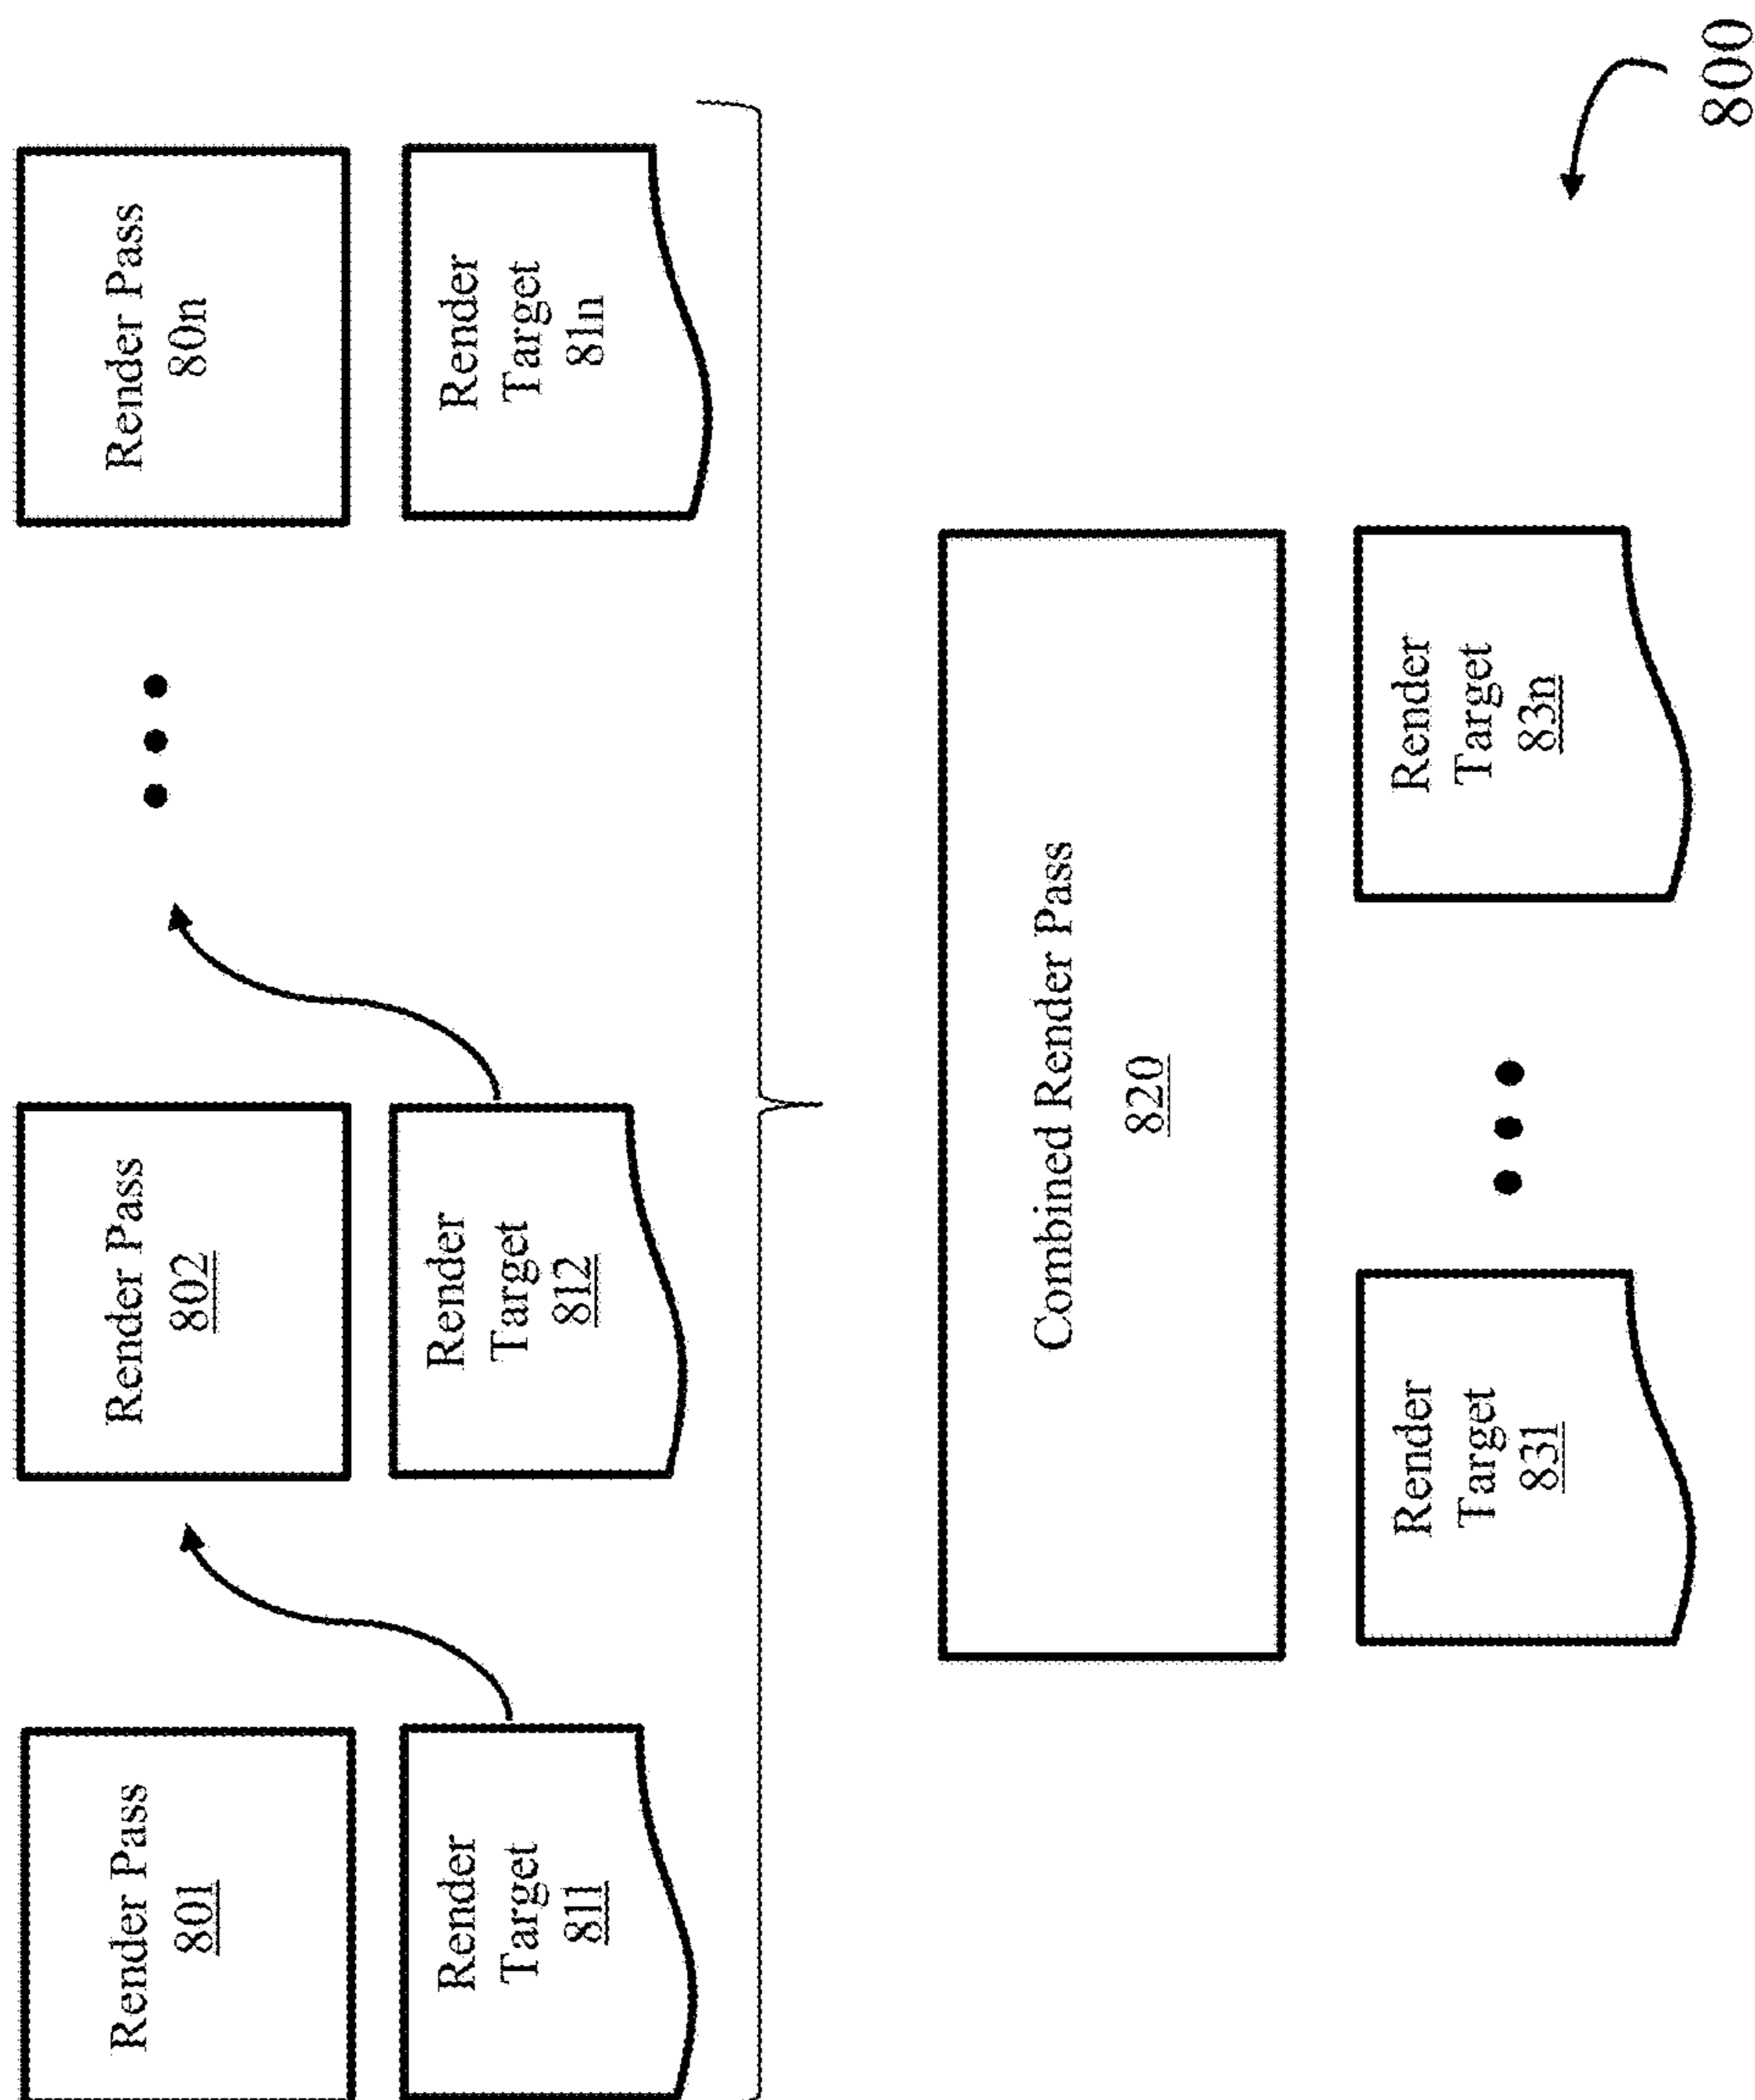 Render Pass
801
Render Pass
802
Render Pass
80n
Render
Target
811
Render
Target
812
Render
Target
81n
Combined Render Pass
820
Render
Target
831
Render
Target
83n
800